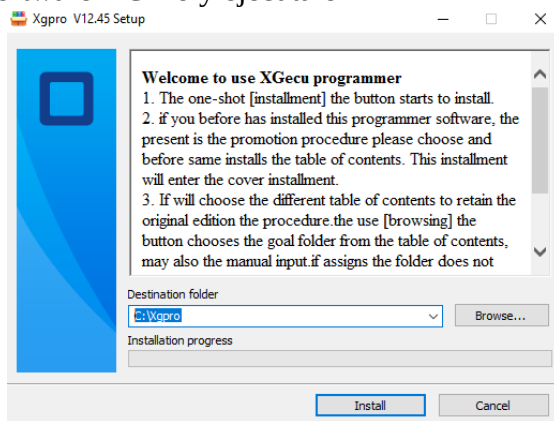 Xgpro V12.45 Setup
Welcome to use XGecu programmer
1. The one-shot [installment] the button starts to install.
2. if you before has installed this programmer software, the
present is the promotion procedure please choose and
before same installs the table of contents. This installment
will enter the cover installment.
3. If will choose the different table of contents to retain the
original edition the procedure.the use [browsing] the
button chooses the goal folder from the table of contents,
may also the manual input.if assigns the folder does not
Destination folder
C:\Xgpro
Browse...
Installation progress
Install
Cancel